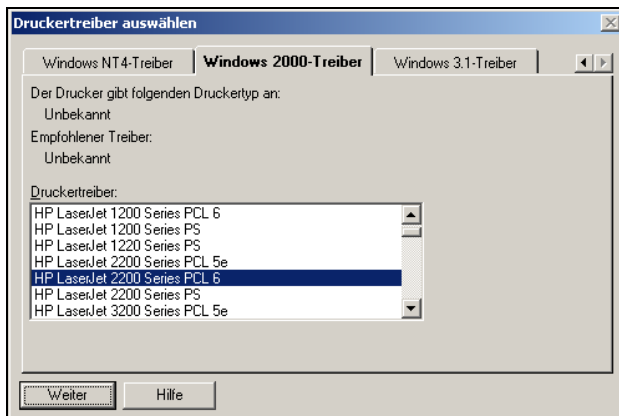 Druckertreiber auswählen
Windows NT4-Treiber
Windows 2000-Treiber
Windows 3.1-Treiber
Der Drucker gibt folgenden Druckertyp an:
Unbekannt
Empfohlener Treiber:
Unbekannt
Druckertreiber:
HP LaserJet 1200 Series PCL 6
HP LaserJet 1200 Series PS
HP LaserJet 1220 Series PS
HP LaserJet 2200 Series PCL 5e
HP LaserJet 2200 Series PCL 6
HP LaserJet 2200 Series PS
HP LaserJet 3200 Series PCL 5e
Weiter
Hilfe